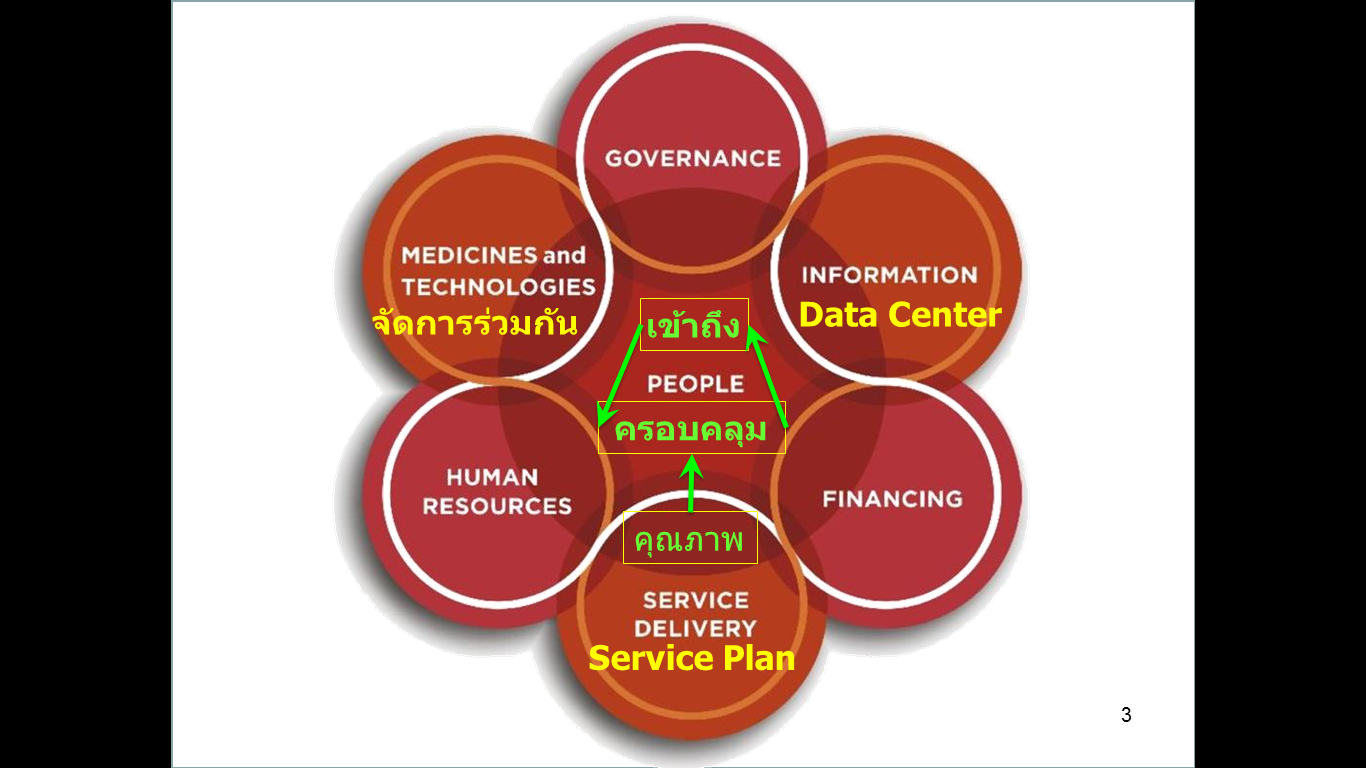 GOVERNANCE
MEDICINES and
TECHNOLOGIES
จัดการร่วมกัน
INFORMATION
Data Center
เข้าถึง
PEOPLE
ครอบคลุม
HUMAN
RESOURCES
FINANCING
คุณภาพ
SERVICE
DELIVERY
Service Plan
3